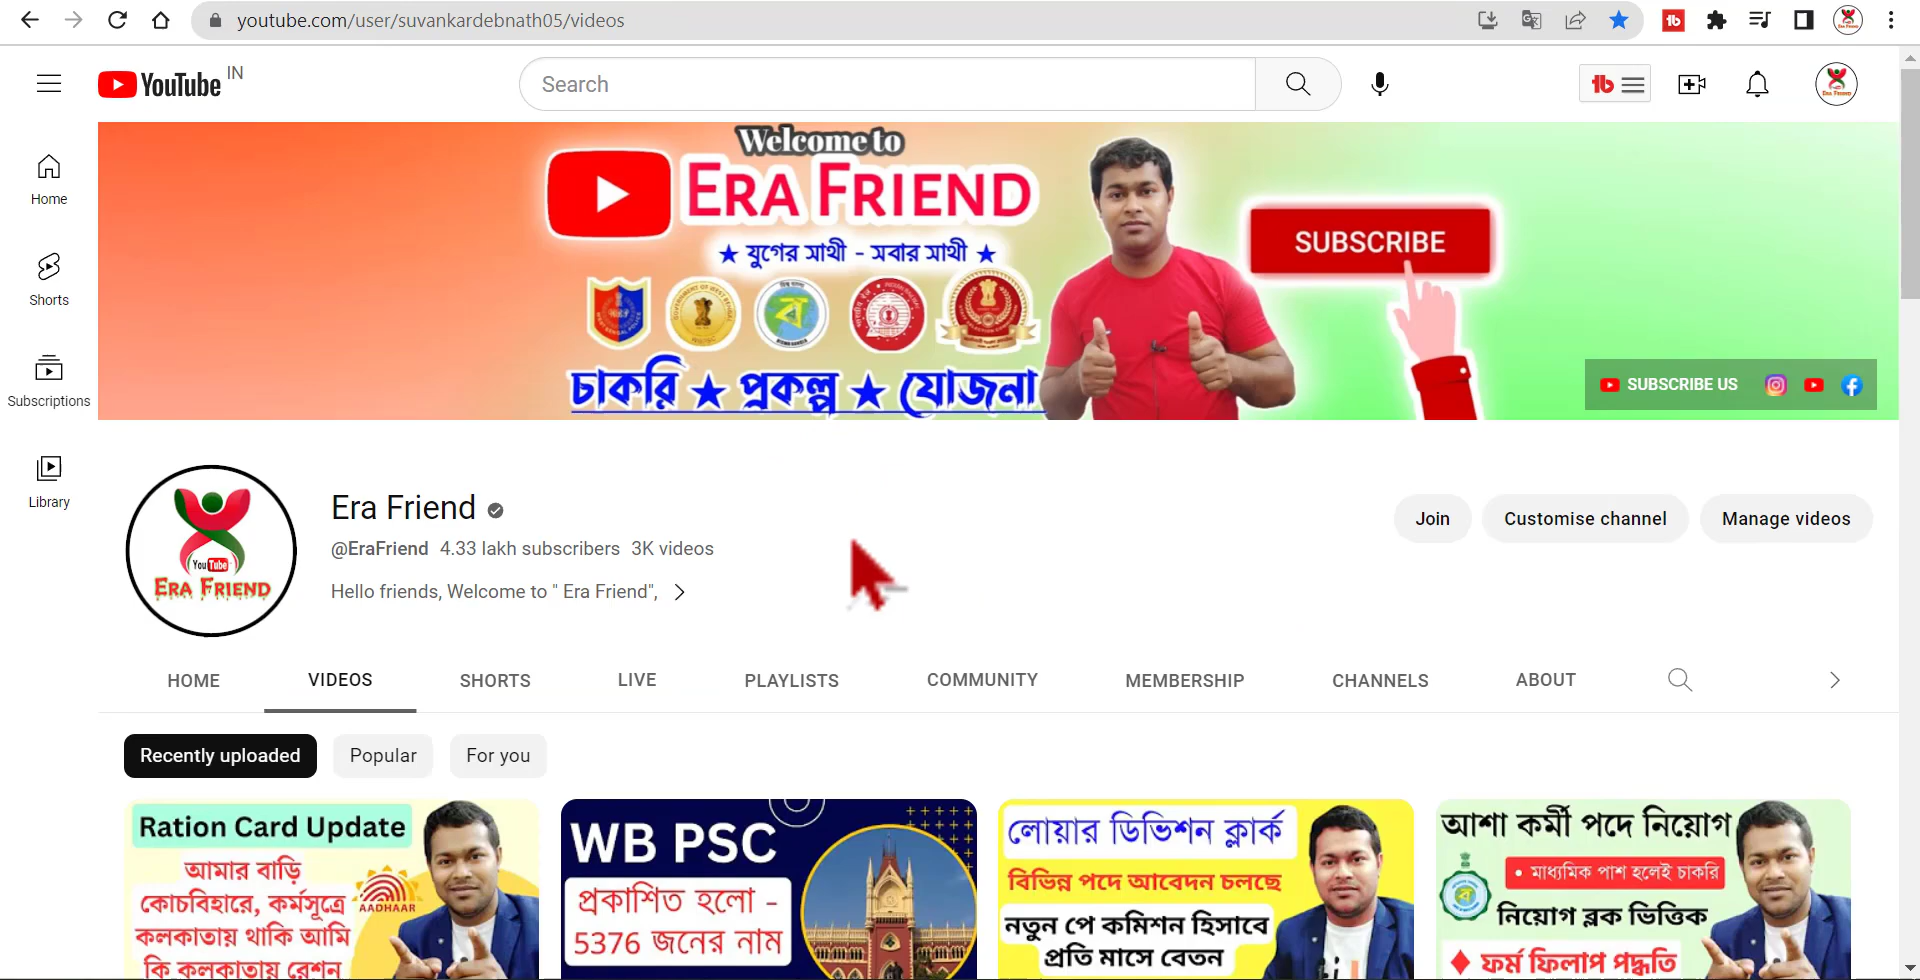 youtube.com/user/suvankardebnath05/videos
YouTube IN
Search
Home
Shorts
Subscriptions
Library
Welcome to
ERA FRIEND
★ যুগের সাথী - সবার সাথী ★
চাকরি ★ প্রকল্প ★ যোজনা
SUBSCRIBE
SUBSCRIBE US
You Tube
ERA FRIEND
Era Friend
@EraFriend 4.33 lakh subscribers 3K videos
Hello friends, Welcome to " Era Friend",
Join
Customise channel
Manage videos
HOME
VIDEOS
SHORTS
LIVE
PLAYLISTS
COMMUNITY
MEMBERSHIP
CHANNELS
ABOUT
Recently uploaded
Popular
For you
Ration Card Update
আমার বাড়ি
কোচবিহারে, কর্মসূত্রে
কলকাতায় থাকি আমি
কি কলকাতায় রেশন
AADHAAR
WB PSC
প্রকাশিত হলো -
5376 জনের নাম
লোয়ার ডিভিশন ক্লার্ক
বিভিন্ন পদে আবেদন চলছে
নতুন পে কমিশন হিসাবে
প্রতি মাসে বেতন
আশা কর্মী পদে নিয়োগ
• মাধ্যমিক পাশ হলেই চাকরি
নিয়োগ ব্লক ভিত্তিক
♦ ফর্ম ফিলাপ পদ্ধতি